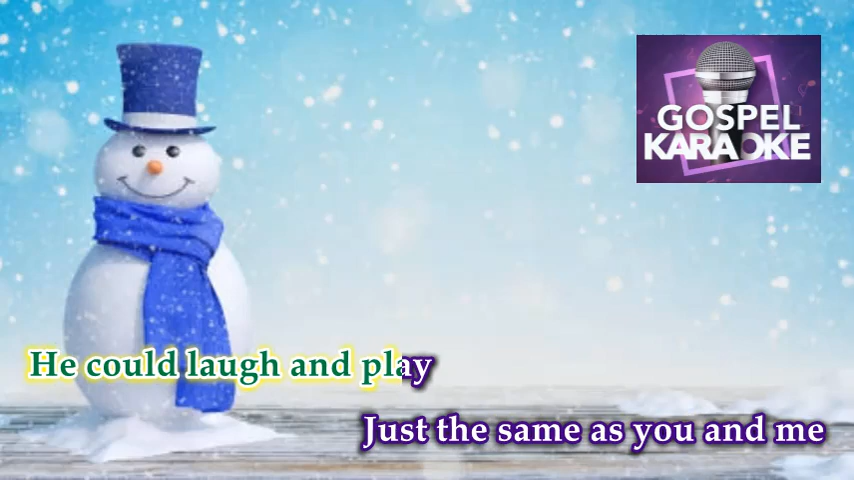 GOSPEL
KARAOKE
He could laugh and play
Just the same as you and me